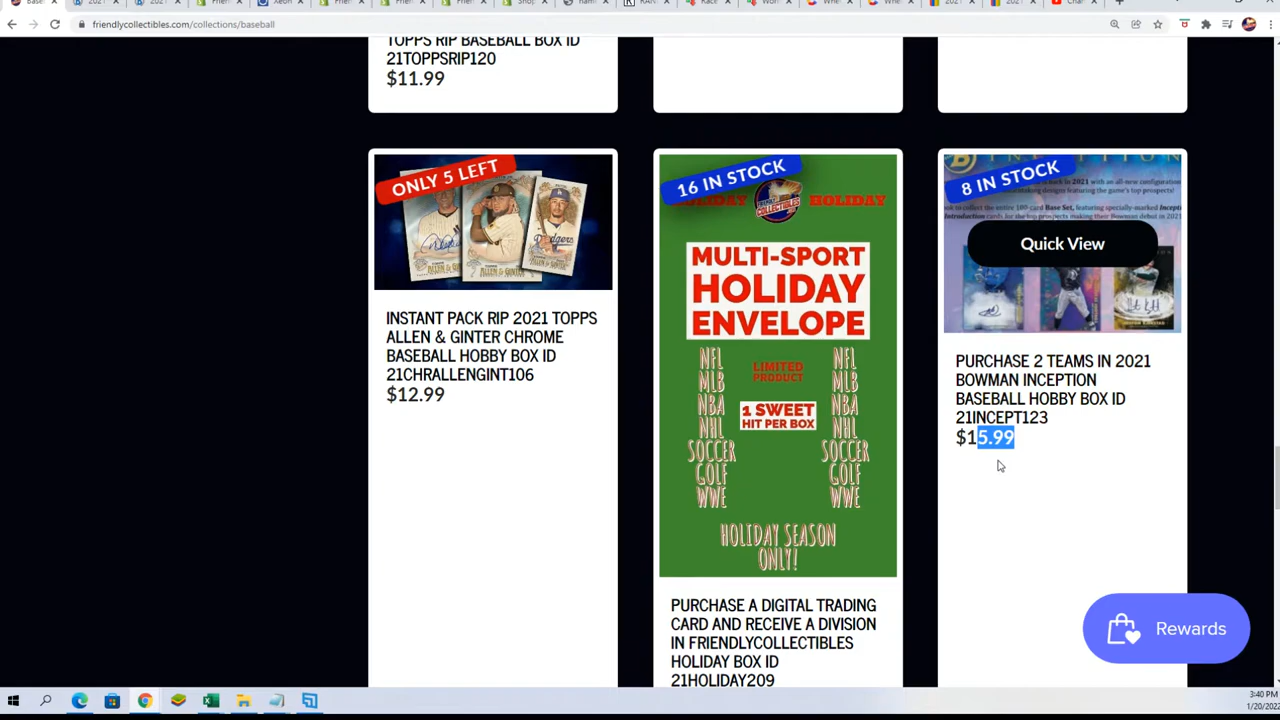 friendlycollectibles.com/collections/baseball
TOPPS RIP BASEBALL BOX ID
21TOPPSRIP120
$11.99
ONLY 5 LEFT
INSTANT PACK RIP 2021 TOPPS
ALLEN & GINTER CHROME
BASEBALL HOBBY BOX ID
21CHRALLENGINT106
$12.99
16 IN STOCK
HOLIDAY
HOLIDAY
MULTI-SPORT
HOLIDAY
ENVELOPE
NFL
MLB
NBA
NHL
SOCCER
GOLF
WWE
LIMITED
PRODUCT
1 SWEET
HIT PER BOX
NFL
MLB
NBA
NHL
SOCCER
GOLF
WWE
HOLIDAY SEASON
ONLY!
PURCHASE A DIGITAL TRADING
CARD AND RECEIVE A DIVISION
IN FRIENDLYCOLLECTIBLES
HOLIDAY BOX ID
21HOLIDAY209
8 IN STOCK
Quick View
PURCHASE 2 TEAMS IN 2021
BOWMAN INCEPTION
BASEBALL HOBBY BOX ID
21INCEPT123
$15.99
Rewards
3:40 PM